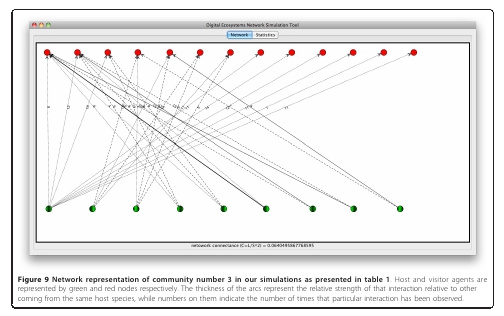 Digital Ecosystems Network Simulation Tool
Network Statistics
netowork connectance (C=L/S^2) = 0.0640495867768595
Figure 9 Network representation of community number 3 in our simulations as presented in table 1. Host and visitor agents are
represented by green and red nodes respectively. The thickness of the arcs represent the relative strength of that interaction relative to other
coming from the same host species, while numbers on them indicate the number of times that particular interaction has been observed.